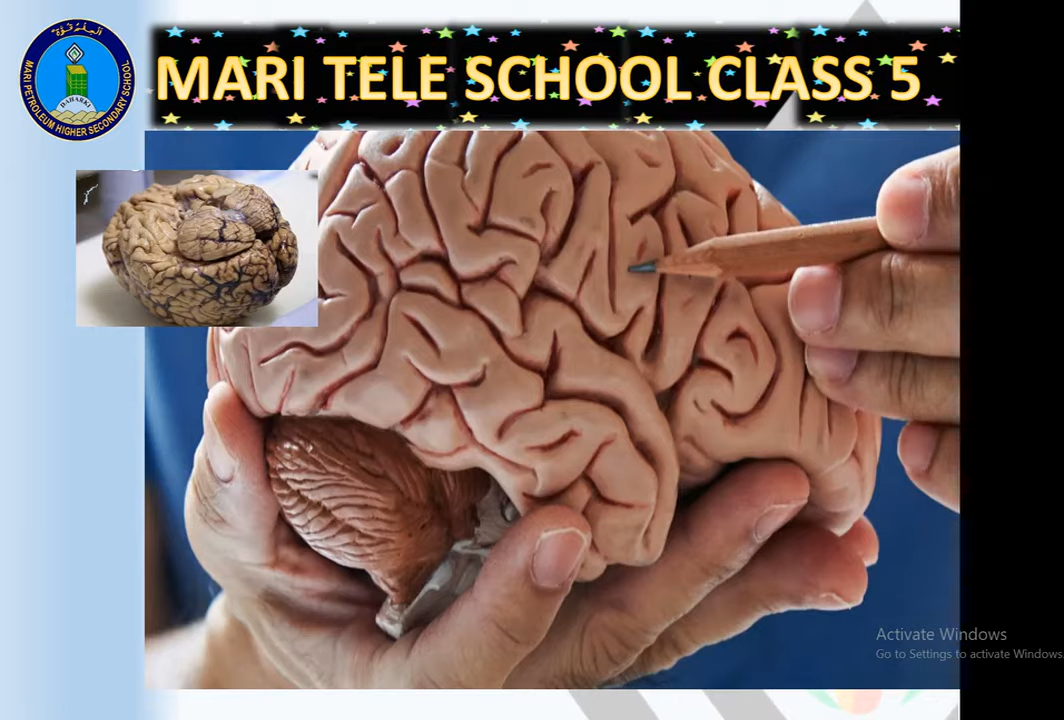 MARI TELE SCHOOL CLASS 5
MARI PETROLEUM HIGHER SECONDARY SCHOOL
DAHARKI
Activate Windows
Go to Settings to activate Windows.